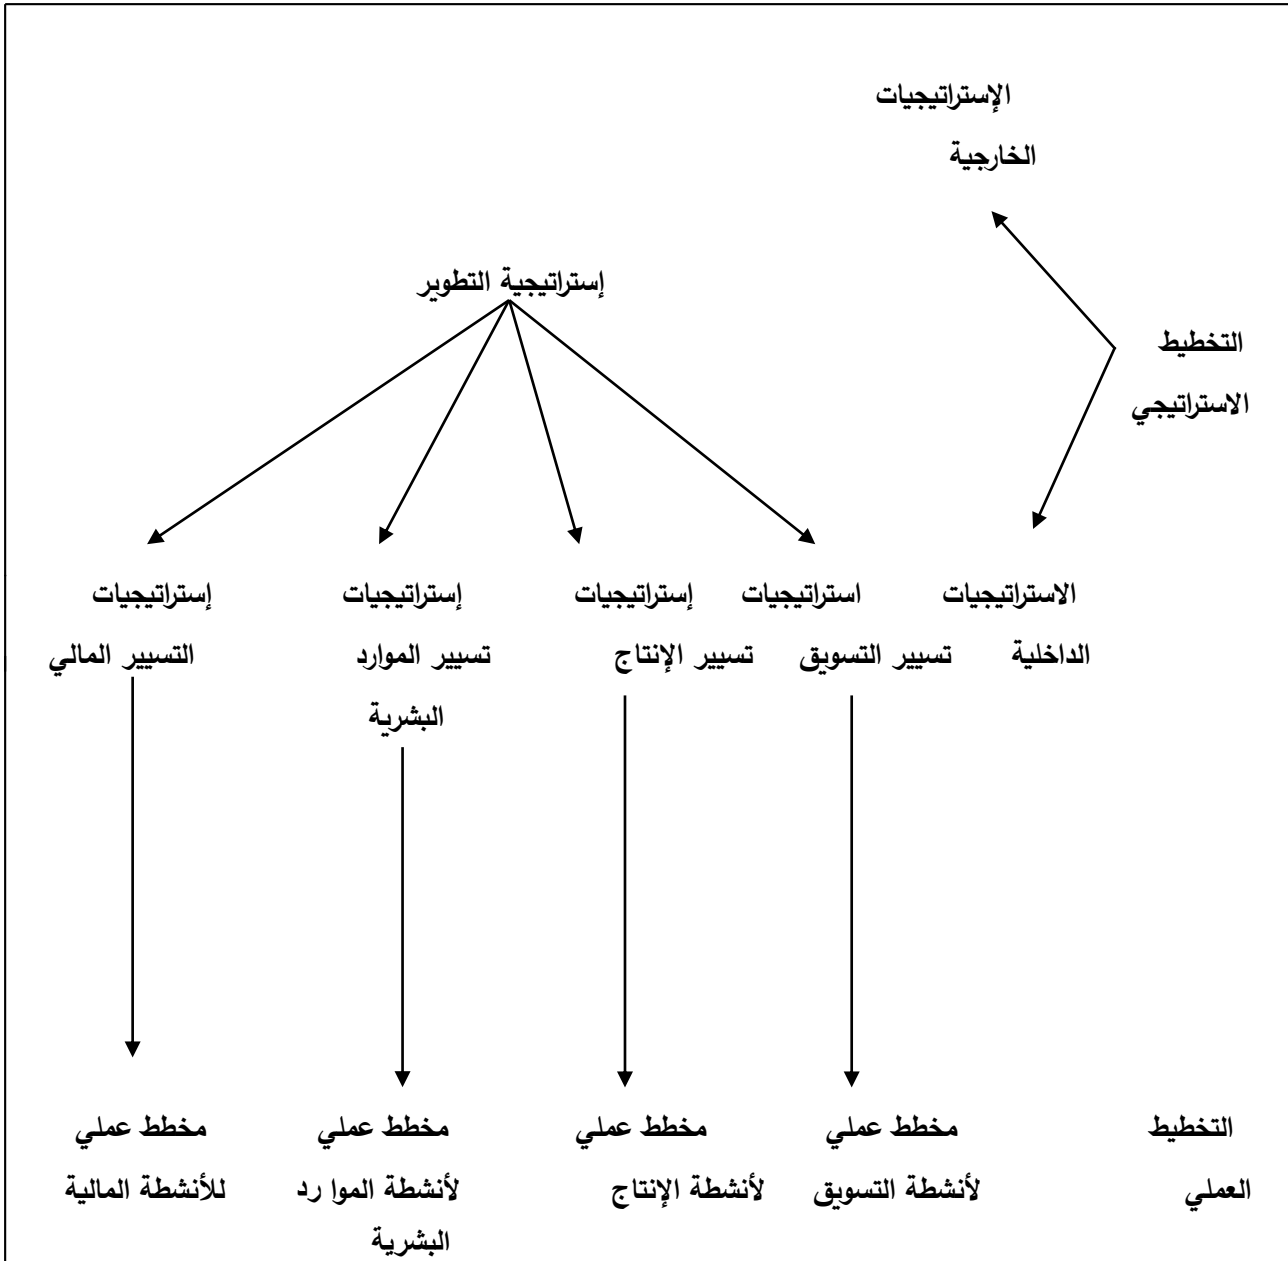 الإستراتيجيات
الخارجية
إستراتيجية التطوير
التخطيط
الاستراتيجي
الاستراتيجيات استراتيجيات إستراتيجيات إستراتيجيات إستراتيجيات
الداخلية تسيير التسويق تسيير الإنتاج تسيير الموارد التسيير المالي
البشرية
التخطيط مخطط عملي مخطط عملي مخطط عملي مخطط عملي
العملي لأنشطة التسويق لأنشطة الإنتاج لأنشطة الموا رد للأنشطة المالية
البشرية